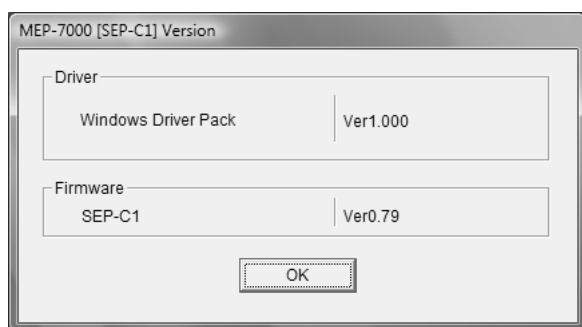 MEP-7000 [SEP-C1] Version
Driver
Windows Driver Pack Ver1.000
Firmware
SEP-C1 Ver0.79
OK